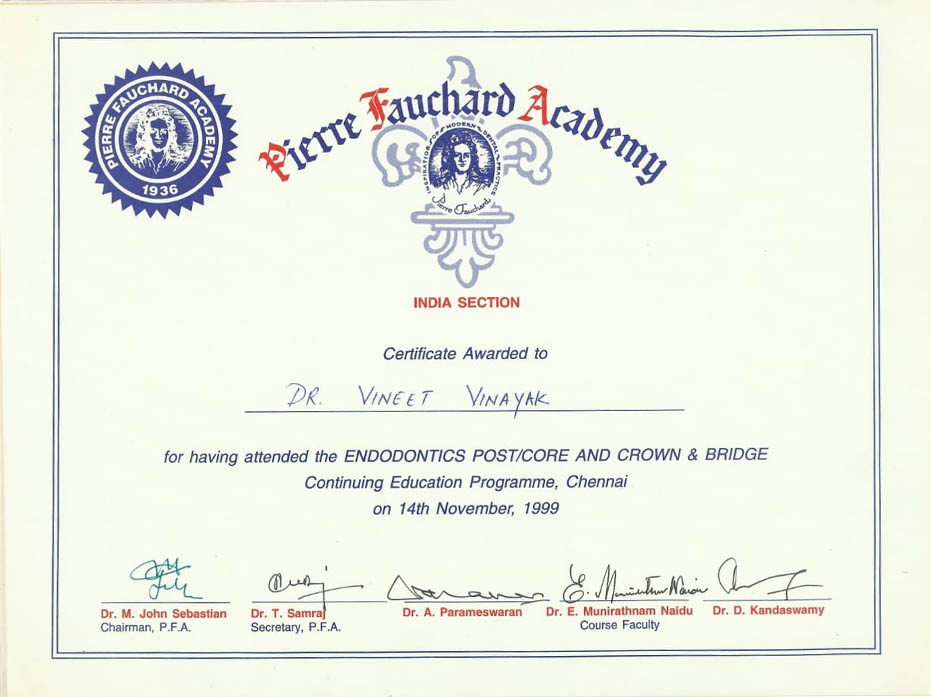 PIERRE FAUCHARD ACADEMY
1936
Pierre Fauchard Academy
INSPIRATION OF MODERN DENTAL PRACTICE
Pierre Fauchard
INDIA SECTION
Certificate Awarded to
DR. VINEET VINAYAK
for having attended the ENDODONTICS POST/CORE AND CROWN & BRIDGE
Continuing Education Programme, Chennai
on 14th November, 1999
E. Munirathnam Naidu
Dr. M. John Sebastian Dr. T. Samraj Dr. A. Parameswaran Dr. E. Munirathnam Naidu Dr. D. Kandaswamy
Chairman, P.F.A. Secretary, P.F.A. Course Faculty